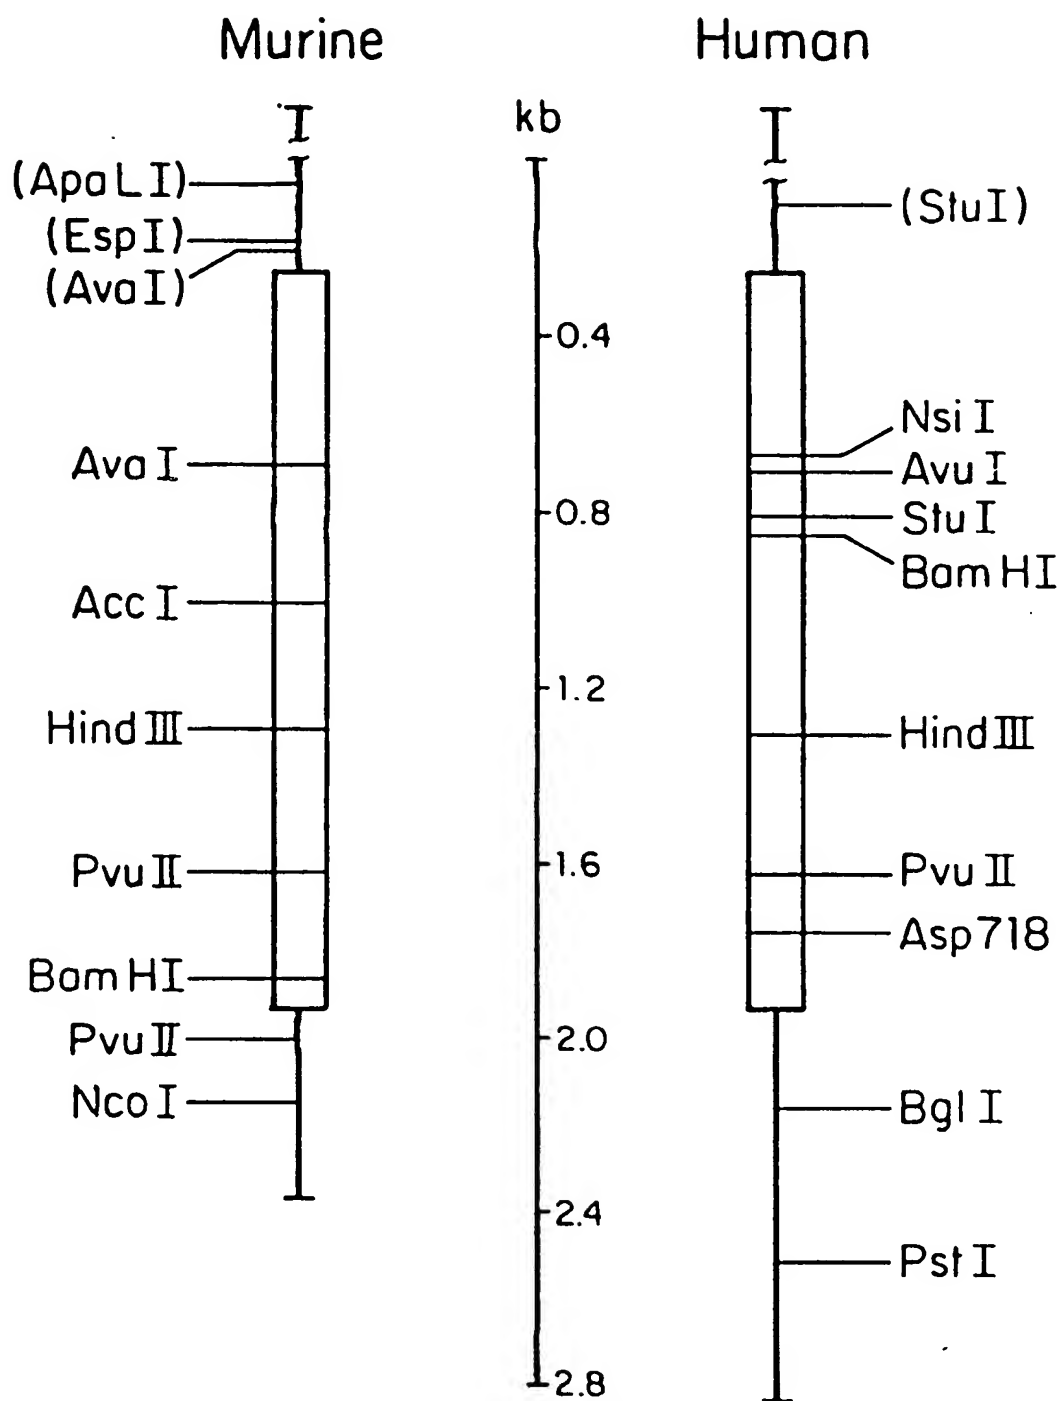 Murine
Human
kb
(ApaLI)
(EspI)
(AvaI)
AvaI
AccI
HindIII
PvuII
BamHI
PvuII
NcoI
0.4
0.8
1.2
1.6
2.0
2.4
2.8
(StuI)
NsiI
AvuI
StuI
BamHI
HindIII
PvuII
Asp718
BglI
PstI